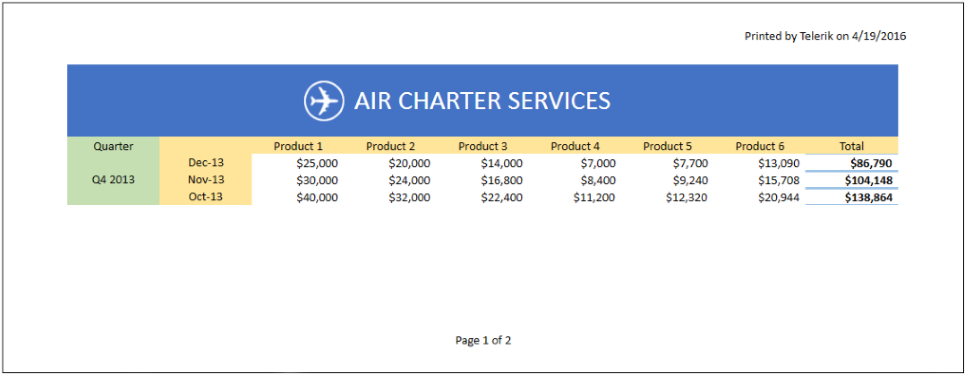 Printed by Telerik on 4/19/2016
AIR CHARTER SERVICES
Quarter Product 1 Product 2 Product 3 Product 4 Product 5 Product 6 Total
Dec-13 $25,000 $20,000 $14,000 $7,000 $7,700 $13,090 $86,790
Q4 2013 Nov-13 $30,000 $24,000 $16,800 $8,400 $9,240 $15,708 $104,148
Oct-13 $40,000 $32,000 $22,400 $11,200 $12,320 $20,944 $138,864
Page 1 of 2